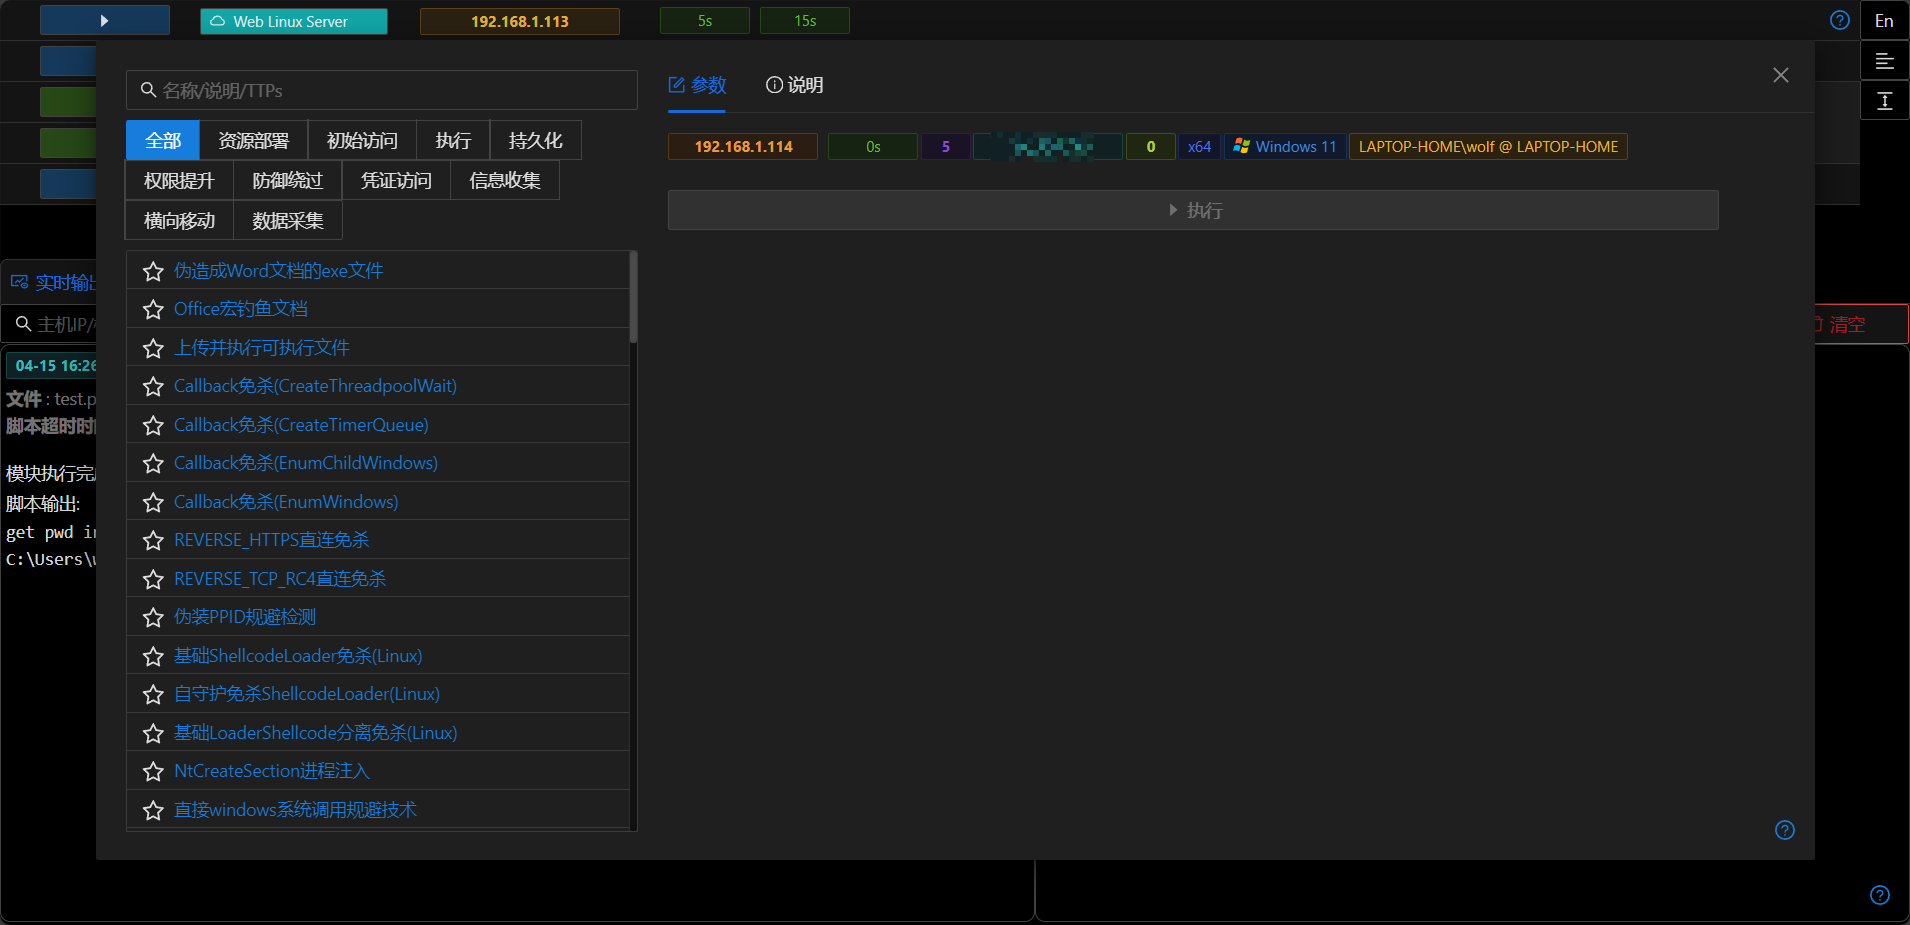 Web Linux Server 192.168.1.113 5s 15s En
名称/说明/TTPs
参数 说明
192.168.1.114 0s 5 0 x64 Windows 11 LAPTOP-HOME\wolf @ LAPTOP-HOME
执行
全部 资源部署 初始访问 执行 持久化
权限提升 防御绕过 凭证访问 信息收集
横向移动 数据采集
伪造成Word文档的exe文件
Office宏钓鱼文档
上传并执行可执行文件
Callback免杀(CreateThreadpoolWait)
Callback免杀(CreateTimerQueue)
Callback免杀(EnumChildWindows)
Callback免杀(EnumWindows)
REVERSE_HTTPS直连免杀
REVERSE_TCP_RC4直连免杀
伪装PPID规避检测
基础ShellcodeLoader免杀(Linux)
自守护免杀ShellcodeLoader(Linux)
基础LoaderShellcode分离免杀(Linux)
NtCreateSection进程注入
直接windows系统调用规避技术
实时输出
主机IP/
清空
04-15 16:26
文件 : test.p
脚本超时时
模块执行完
脚本输出:
get pwd in
C:\Users\w